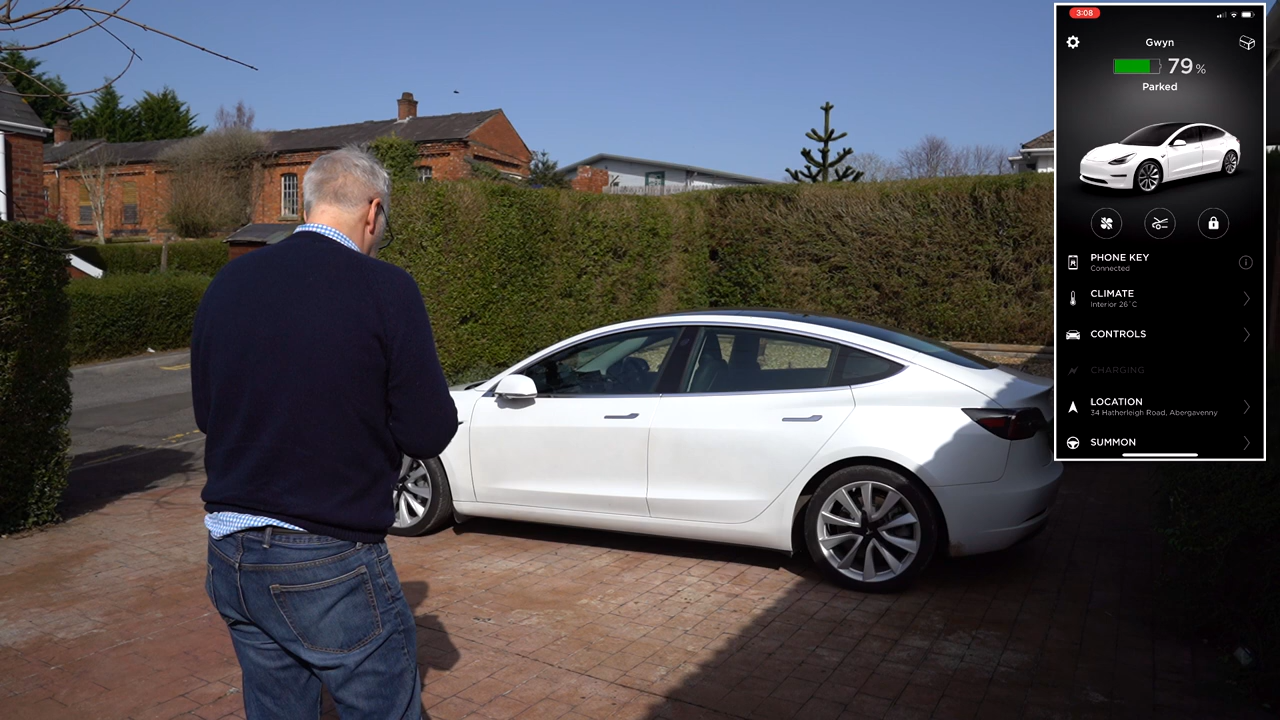 3:08
Gwyn
79%
Parked
PHONE KEY
Connected
CLIMATE
Interior 26°C
CONTROLS
CHARGING
LOCATION
34 Hatherleigh Road, Abergavenny
SUMMON